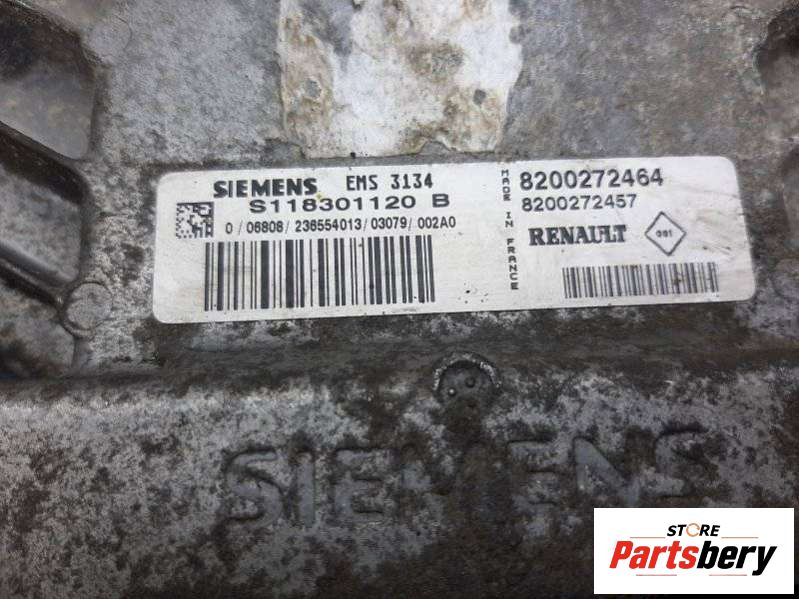 SIEMENS EMS 3134
S118301120 B
0 / 06808 / 236554013 / 03079 / 002A0
MADE IN FRANCE
8200272464
8200272457
RENAULT
SIEMENS
STORE
Partsbery